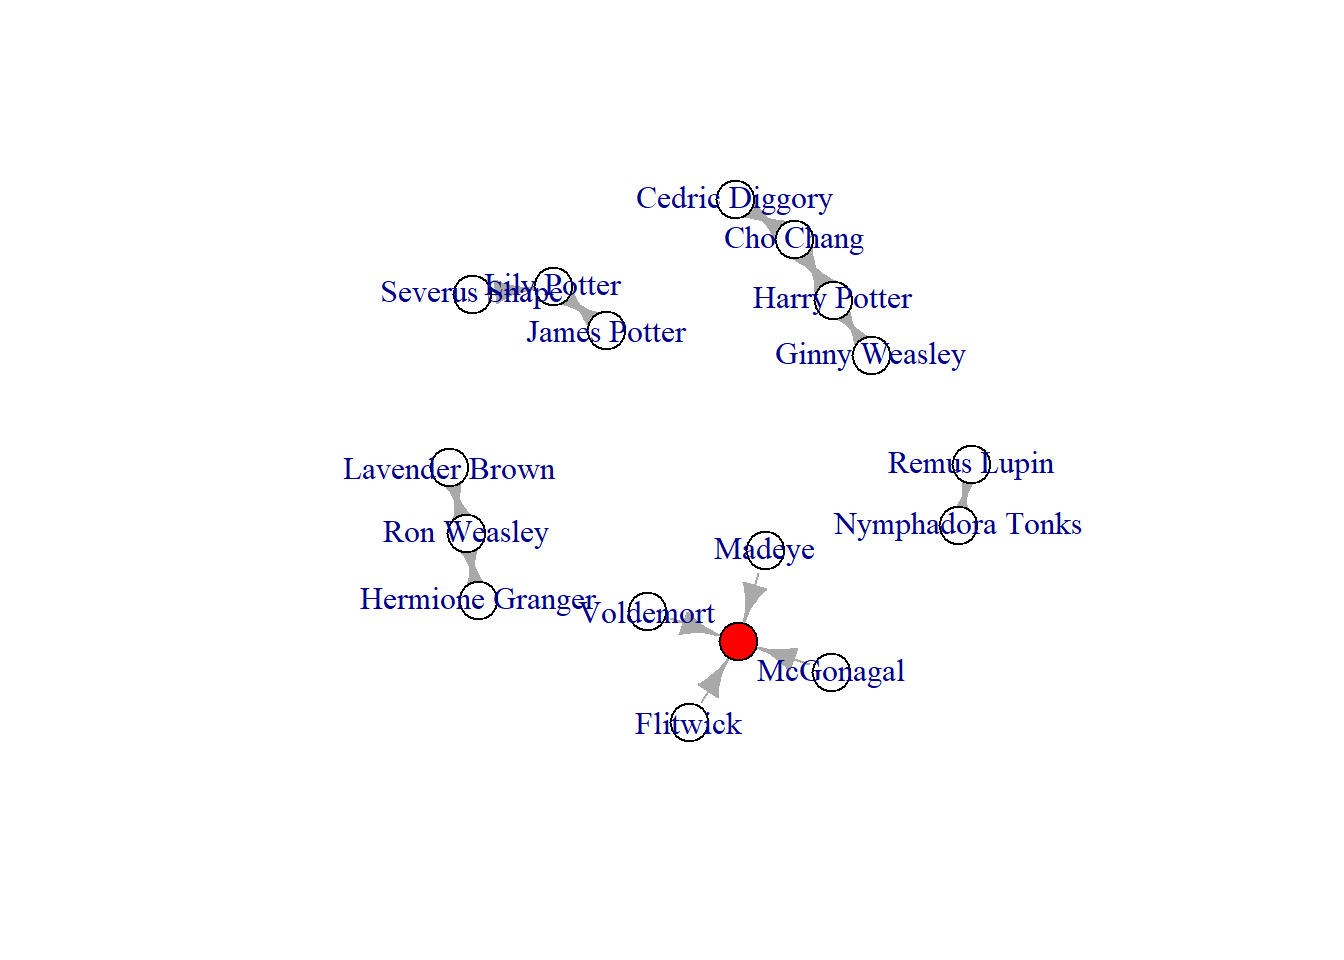 Cedric Diggory
Cho Chang
Lily Potter
Severus Snape
Harry Potter
James Potter
Ginny Weasley
Remus Lupin
Lavender Brown
Nymphadora Tonks
Ron Weasley
Madeye
Hermione Granger
Voldemort
McGonagal
Flitwick